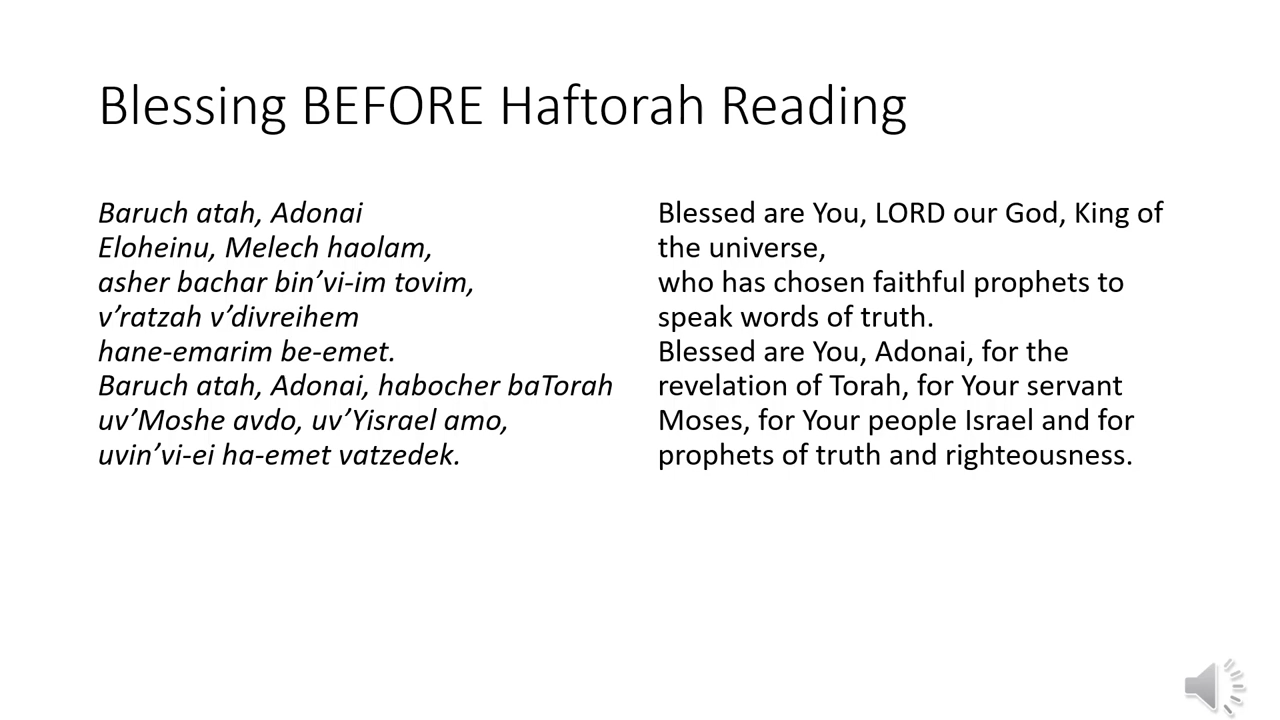 Blessing BEFORE Haftorah Reading
Baruch atah, Adonai
Eloheinu, Melech haolam,
asher bachar bin’vi-im tovim,
v’ratzah v’divreihem
hane-emarim be-emet.
Baruch atah, Adonai, habocher baTorah
uv’Moshe avdo, uv’Yisrael amo,
uvin’vi-ei ha-emet vatzedek.
Blessed are You, LORD our God, King of
the universe,
who has chosen faithful prophets to
speak words of truth.
Blessed are You, Adonai, for the
revelation of Torah, for Your servant
Moses, for Your people Israel and for
prophets of truth and righteousness.